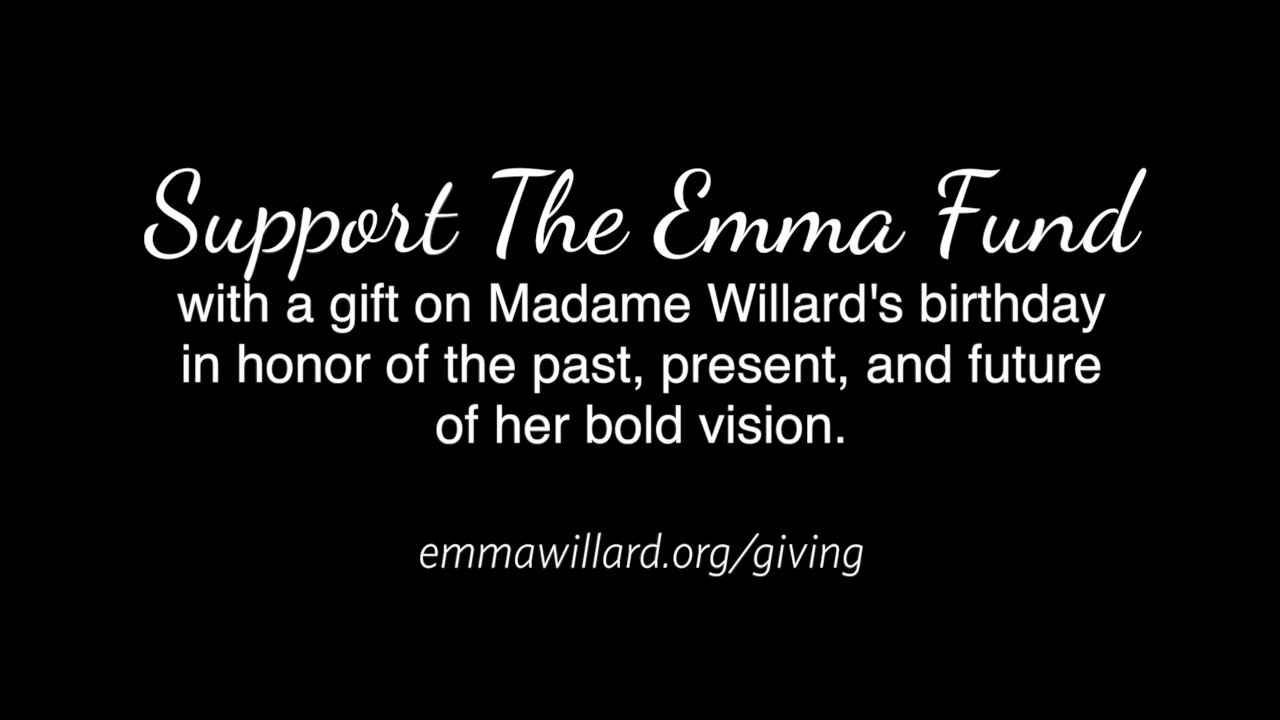 Support The Emma Fund
with a gift on Madame Willard's birthday
in honor of the past, present, and future
of her bold vision.
emmawillard.org/giving